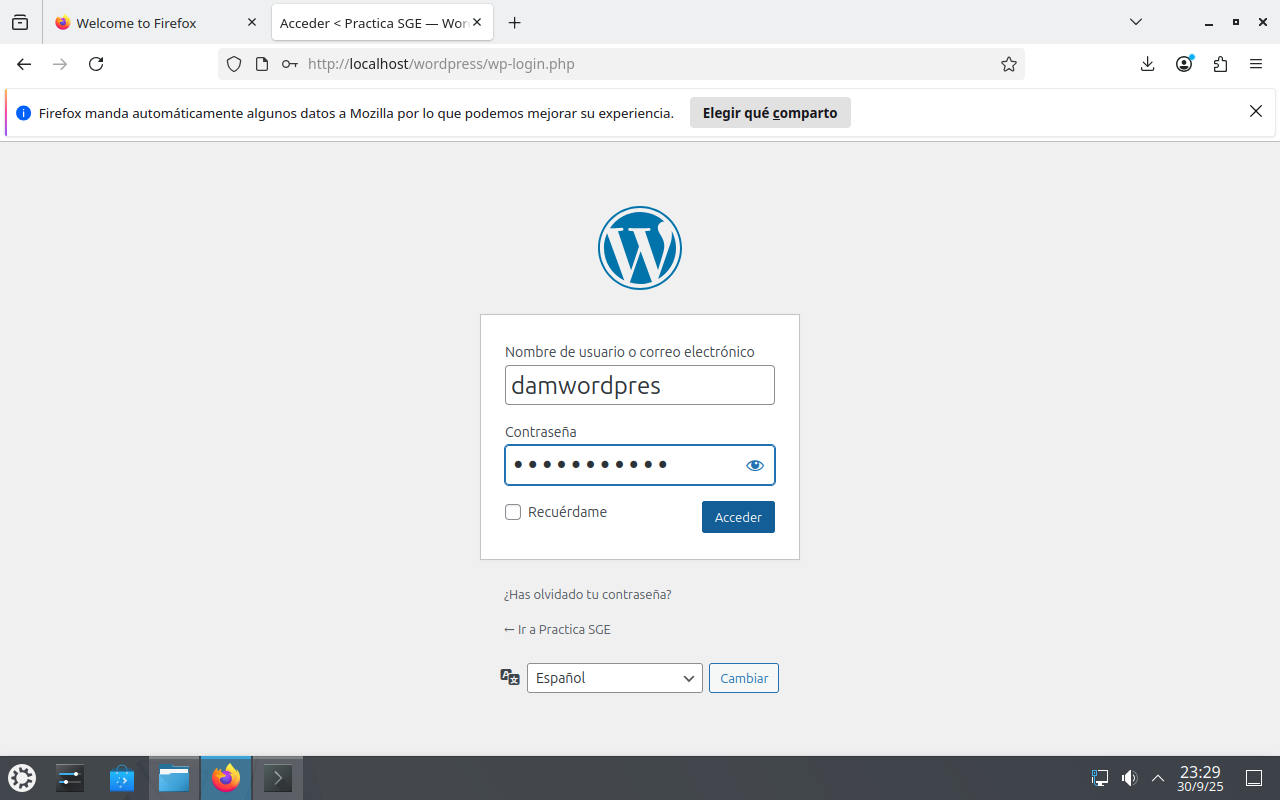 Welcome to Firefox
Acceder < Practica SGE — Wor
http://localhost/wordpress/wp-login.php
Firefox manda automáticamente algunos datos a Mozilla por lo que podemos mejorar su experiencia.
Elegir qué comparto
Nombre de usuario o correo electrónico
damwordpres
Contraseña
Recuérdame
Acceder
¿Has olvidado tu contraseña?
← Ir a Practica SGE
Español
Cambiar
23:29
30/9/25